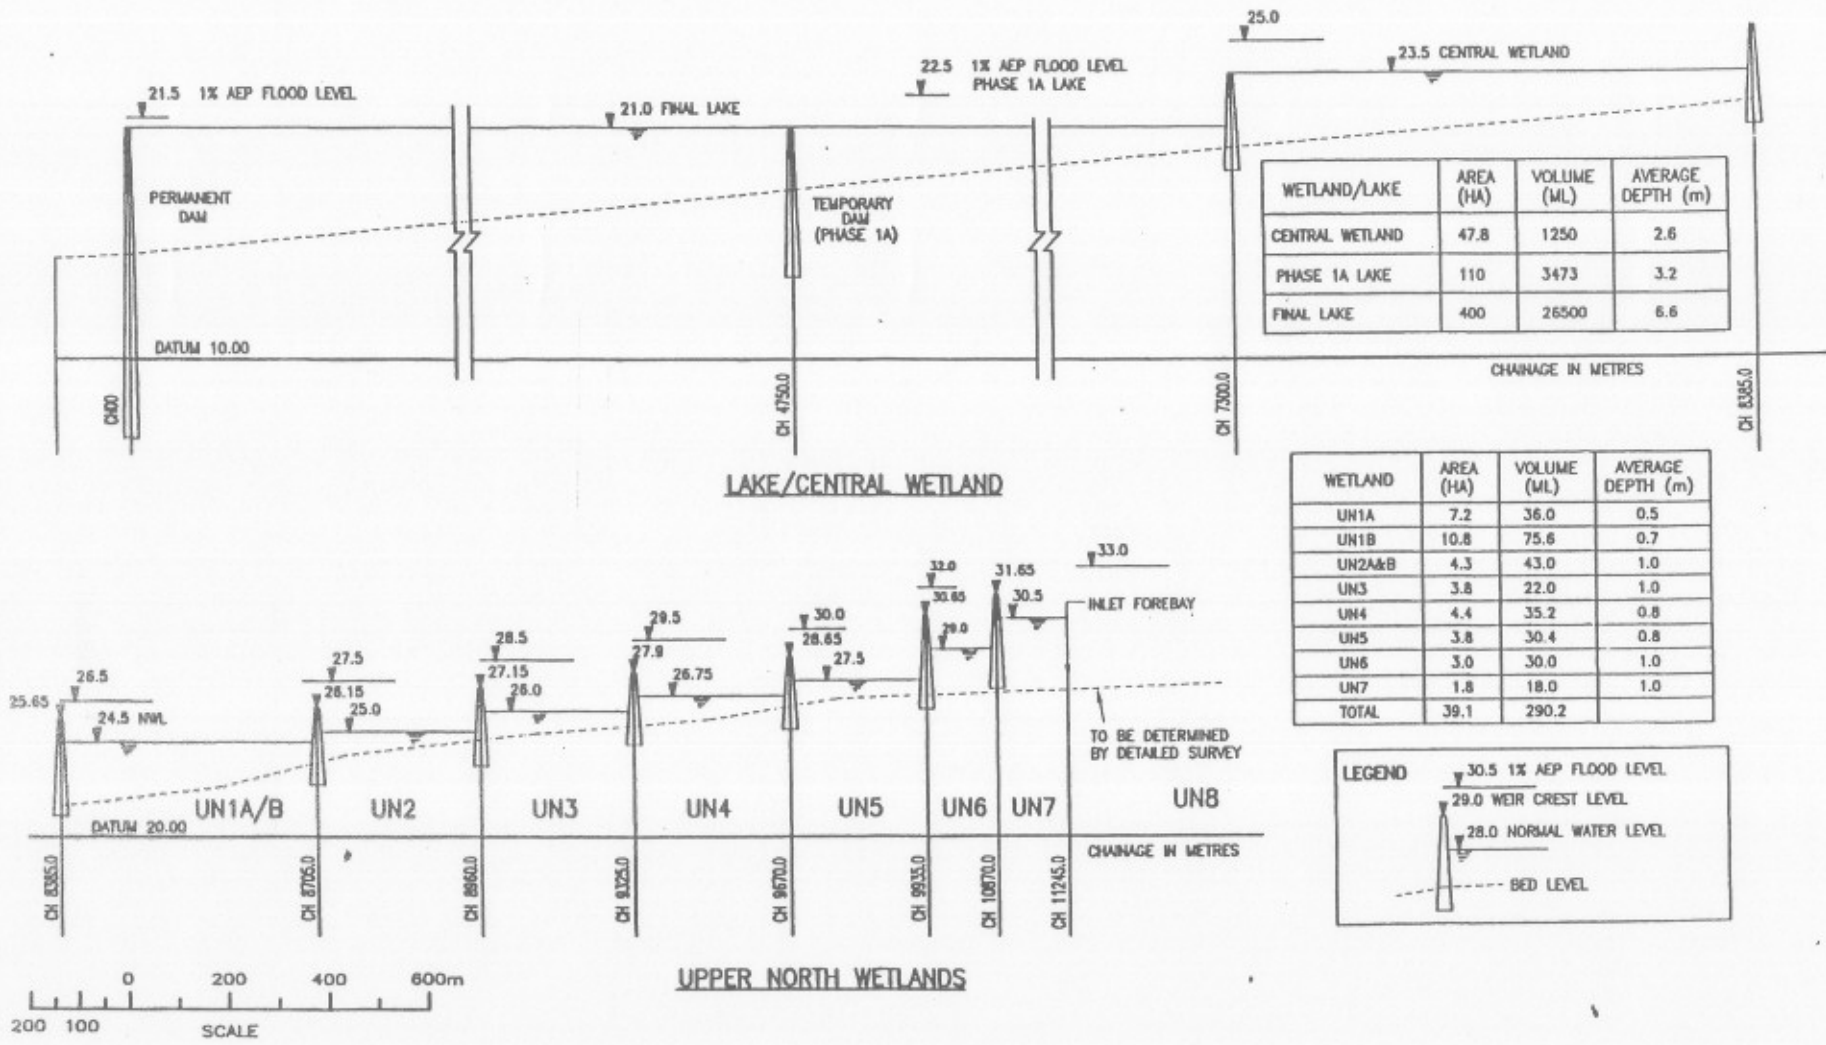 25.0
23.5 CENTRAL WETLAND
22.5 1% AEP FLOOD LEVEL
PHASE 1A LAKE
21.5 1% AEP FLOOD LEVEL
21.0 FINAL LAKE
PERMANENT
DAM
TEMPORARY
DAM
(PHASE 1A)
WETLAND/LAKE AREA (HA) VOLUME (ML) AVERAGE DEPTH (m)
CENTRAL WETLAND 47.8 1250 2.6
PHASE 1A LAKE 110 3473 3.2
FINAL LAKE 400 26500 6.6
DATUM 10.00
CHAINAGE IN METRES
CH00
CH 4750.0
CH 7300.0
CH 8385.0
LAKE/CENTRAL WETLAND
WETLAND AREA (HA) VOLUME (ML) AVERAGE DEPTH (m)
UN1A 7.2 36.0 0.5
UN1B 10.8 75.6 0.7
UN2A&B 4.3 43.0 1.0
UN3 3.8 22.0 1.0
UN4 4.4 35.2 0.8
UN5 3.8 30.4 0.8
UN6 3.0 30.0 1.0
UN7 1.8 18.0 1.0
TOTAL 39.1 290.2
33.0
32.0
31.65
30.65
30.5
INLET FOREBAY
29.5
30.0
28.65
29.0
28.5
27.9
27.5
27.5
27.15
26.75
26.5
26.15
26.0
25.65
25.0
24.5 NWL
TO BE DETERMINED
BY DETAILED SURVEY
UN1A/B
UN2
UN3
UN4
UN5
UN6
UN7
UN8
DATUM 20.00
CHAINAGE IN METRES
CH 8385.0
CH 8705.0
CH 8960.0
CH 9325.0
CH 9670.0
CH 9935.0
CH 10870.0
CH 11245.0
LEGEND
30.5 1% AEP FLOOD LEVEL
29.0 WEIR CREST LEVEL
28.0 NORMAL WATER LEVEL
BED LEVEL
UPPER NORTH WETLANDS
0 200 400 600m
200 100
SCALE